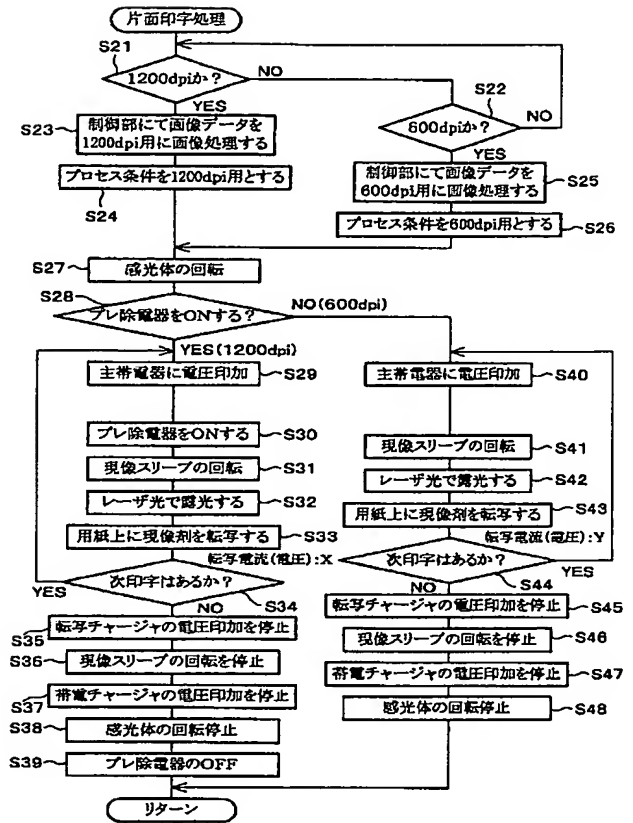 片面印字処理
S21
1200dpiか？
NO
S22
YES
600dpiか？
NO
S23
制御部にて画像データを
1200dpi用に画像処理する
YES
制御部にて画像データを
600dpi用に画像処理する
S25
プロセス条件を1200dpi用とする
S24
プロセス条件を600dpi用とする
S26
S27
感光体の回転
S28
プレ除電器をONする？
NO(600dpi)
YES(1200dpi)
主帯電器に電圧印加
S29
主帯電器に電圧印加
S40
プレ除電器をONする
S30
現像スリーブの回転
S41
現像スリーブの回転
S31
レーザ光で露光する
S42
レーザ光で露光する
S32
用紙上に現像剤を転写する
S43
用紙上に現像剤を転写する
S33
転写電流(電圧):Y
転写電流(電圧):X
次印字はあるか？
YES
S34
NO
次印字はあるか？
S44
YES
NO
転写チャージャの電圧印加を停止
S45
S35
転写チャージャの電圧印加を停止
現像スリーブの回転を停止
S46
S36
現像スリーブの回転を停止
帯電チャージャの電圧印加を停止
S47
S37
帯電チャージャの電圧印加を停止
感光体の回転停止
S48
S38
感光体の回転停止
S39
プレ除電器のOFF
リターン